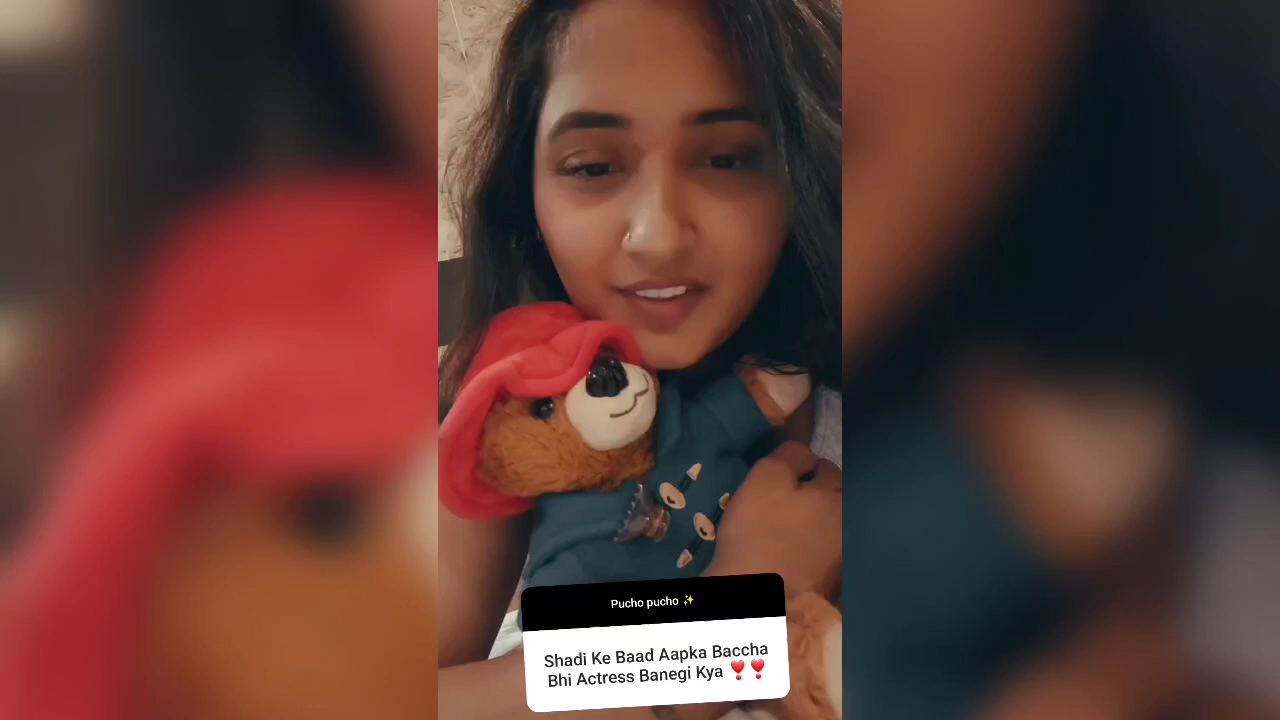 Pucho pucho ✨
Shadi Ke Baad Aapka Baccha
Bhi Actress Banegi Kya ❣️❣️